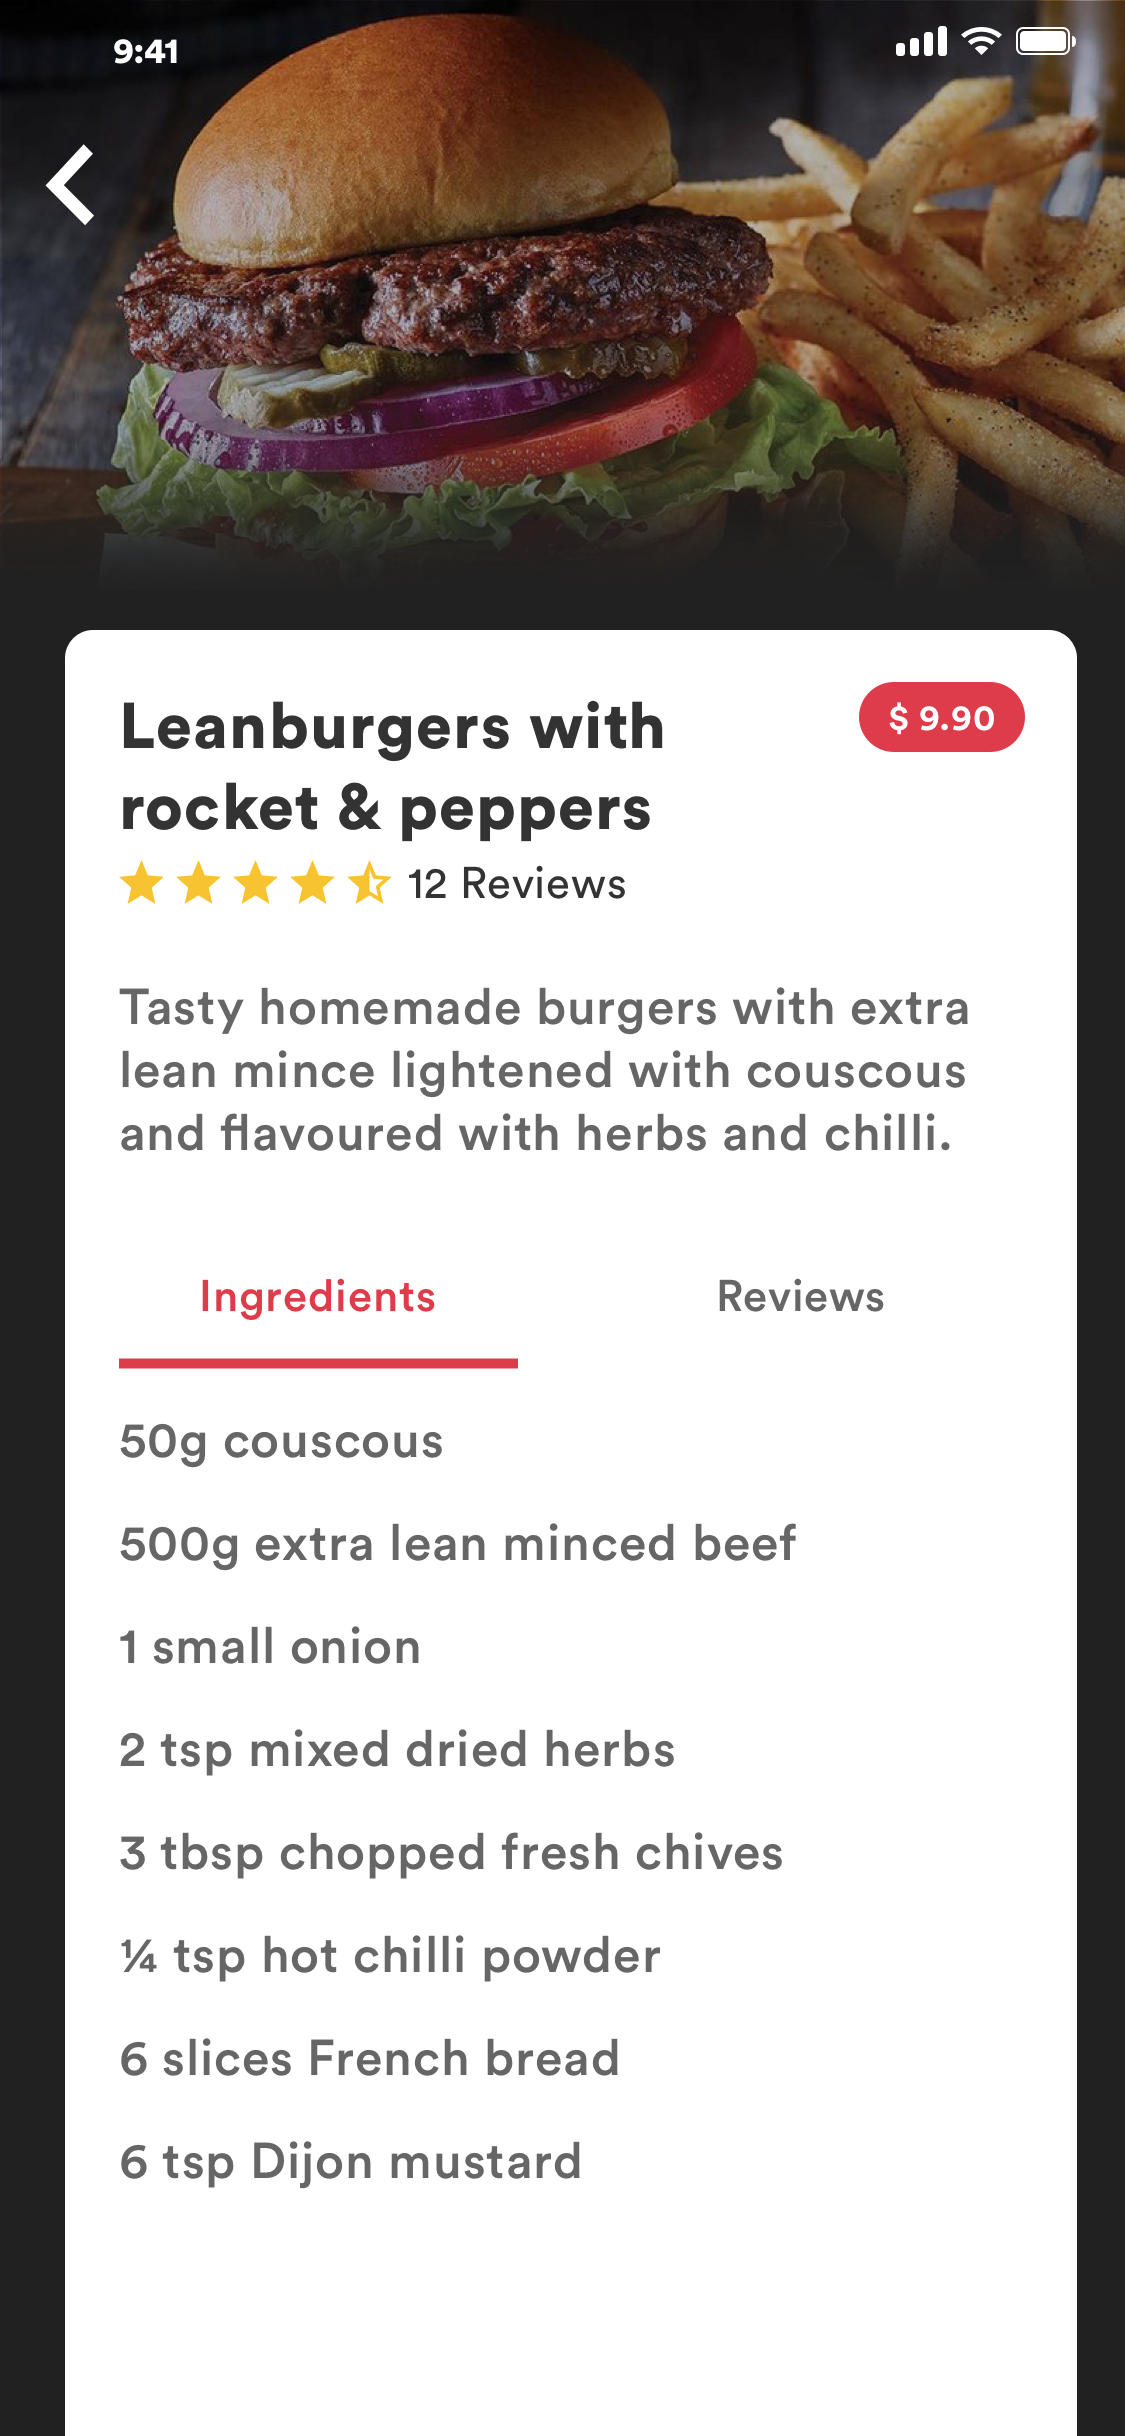 9:41
Leanburgers with
$ 9.90
rocket & peppers
12 Reviews
Tasty homemade burgers with extra
lean mince lightened with couscous
and flavoured with herbs and chilli.
Ingredients
Reviews
50g couscous
500g extra lean minced beef
1 small onion
2 tsp mixed dried herbs
3 tbsp chopped fresh chives
¼ tsp hot chilli powder
6 slices French bread
6 tsp Dijon mustard